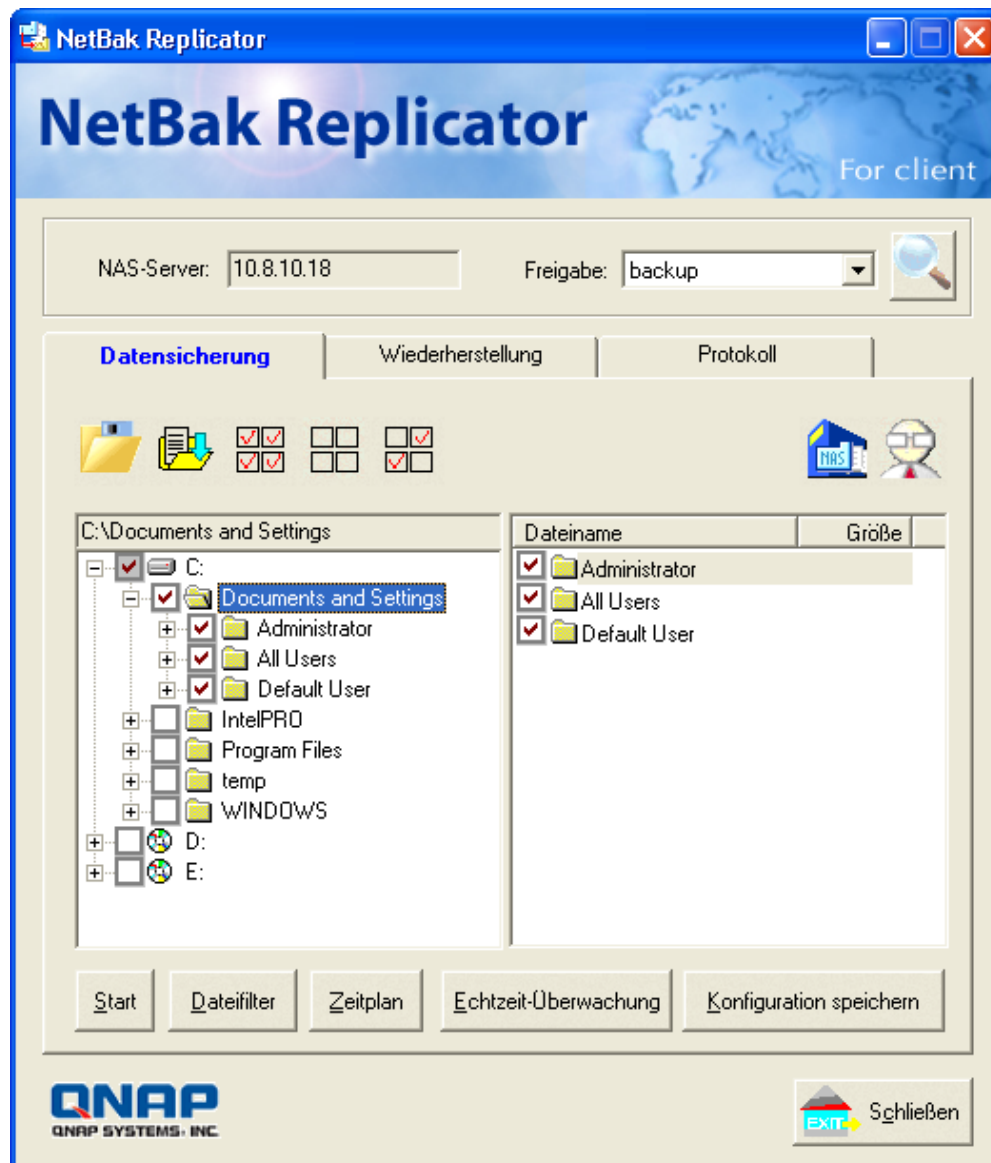 NetBak Replicator
NetBak Replicator
For client
NAS-Server: 10.8.10.18 Freigabe: backup
Datensicherung Wiederherstellung Protokoll
NAS
C:\Documents and Settings
C:
Documents and Settings
Administrator
All Users
Default User
IntelPRO
Program Files
temp
WINDOWS
D:
E:
Dateiname Größe
Administrator
All Users
Default User
Start Dateifilter Zeitplan Echtzeit-Überwachung Konfiguration speichern
QNAP
QNAP SYSTEMS, INC
EXIT Schließen